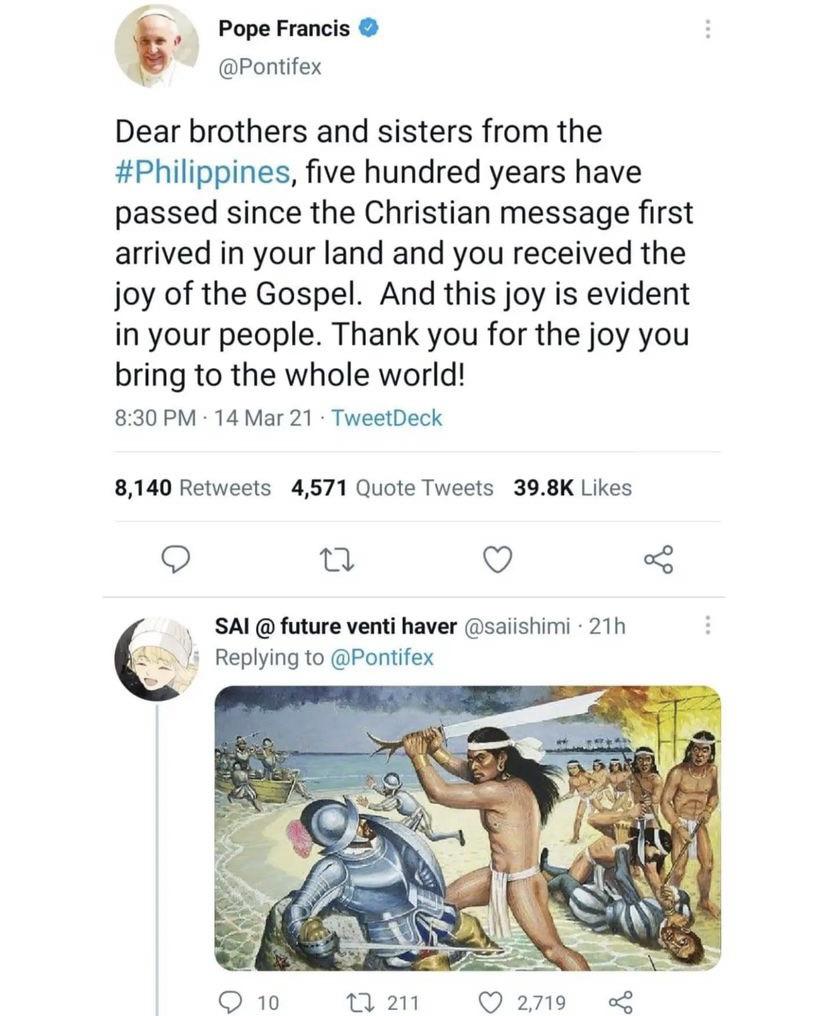 Pope Francis
@Pontifex
Dear brothers and sisters from the
#Philippines, five hundred years have
passed since the Christian message first
arrived in your land and you received the
joy of the Gospel.  And this joy is evident
in your people. Thank you for the joy you
bring to the whole world!
8:30 PM · 14 Mar 21 · TweetDeck
8,140 Retweets 4,571 Quote Tweets 39.8K Likes
SAI @ future venti haver @saiishimi · 21h
Replying to @Pontifex
10 211 2,719